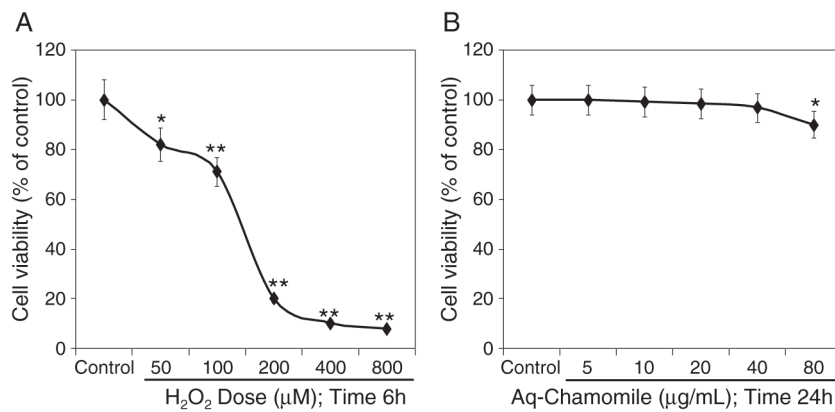 A
Cell viability (% of control)
120
100
80
60
40
20
0
*
**
**
**
**
Control 50 100 200 400 800
H₂O₂ Dose (μM); Time 6h
B
Cell viability (% of control)
120
100
80
60
40
20
0
*
Control 5 10 20 40 80
Aq-Chamomile (μg/mL); Time 24h